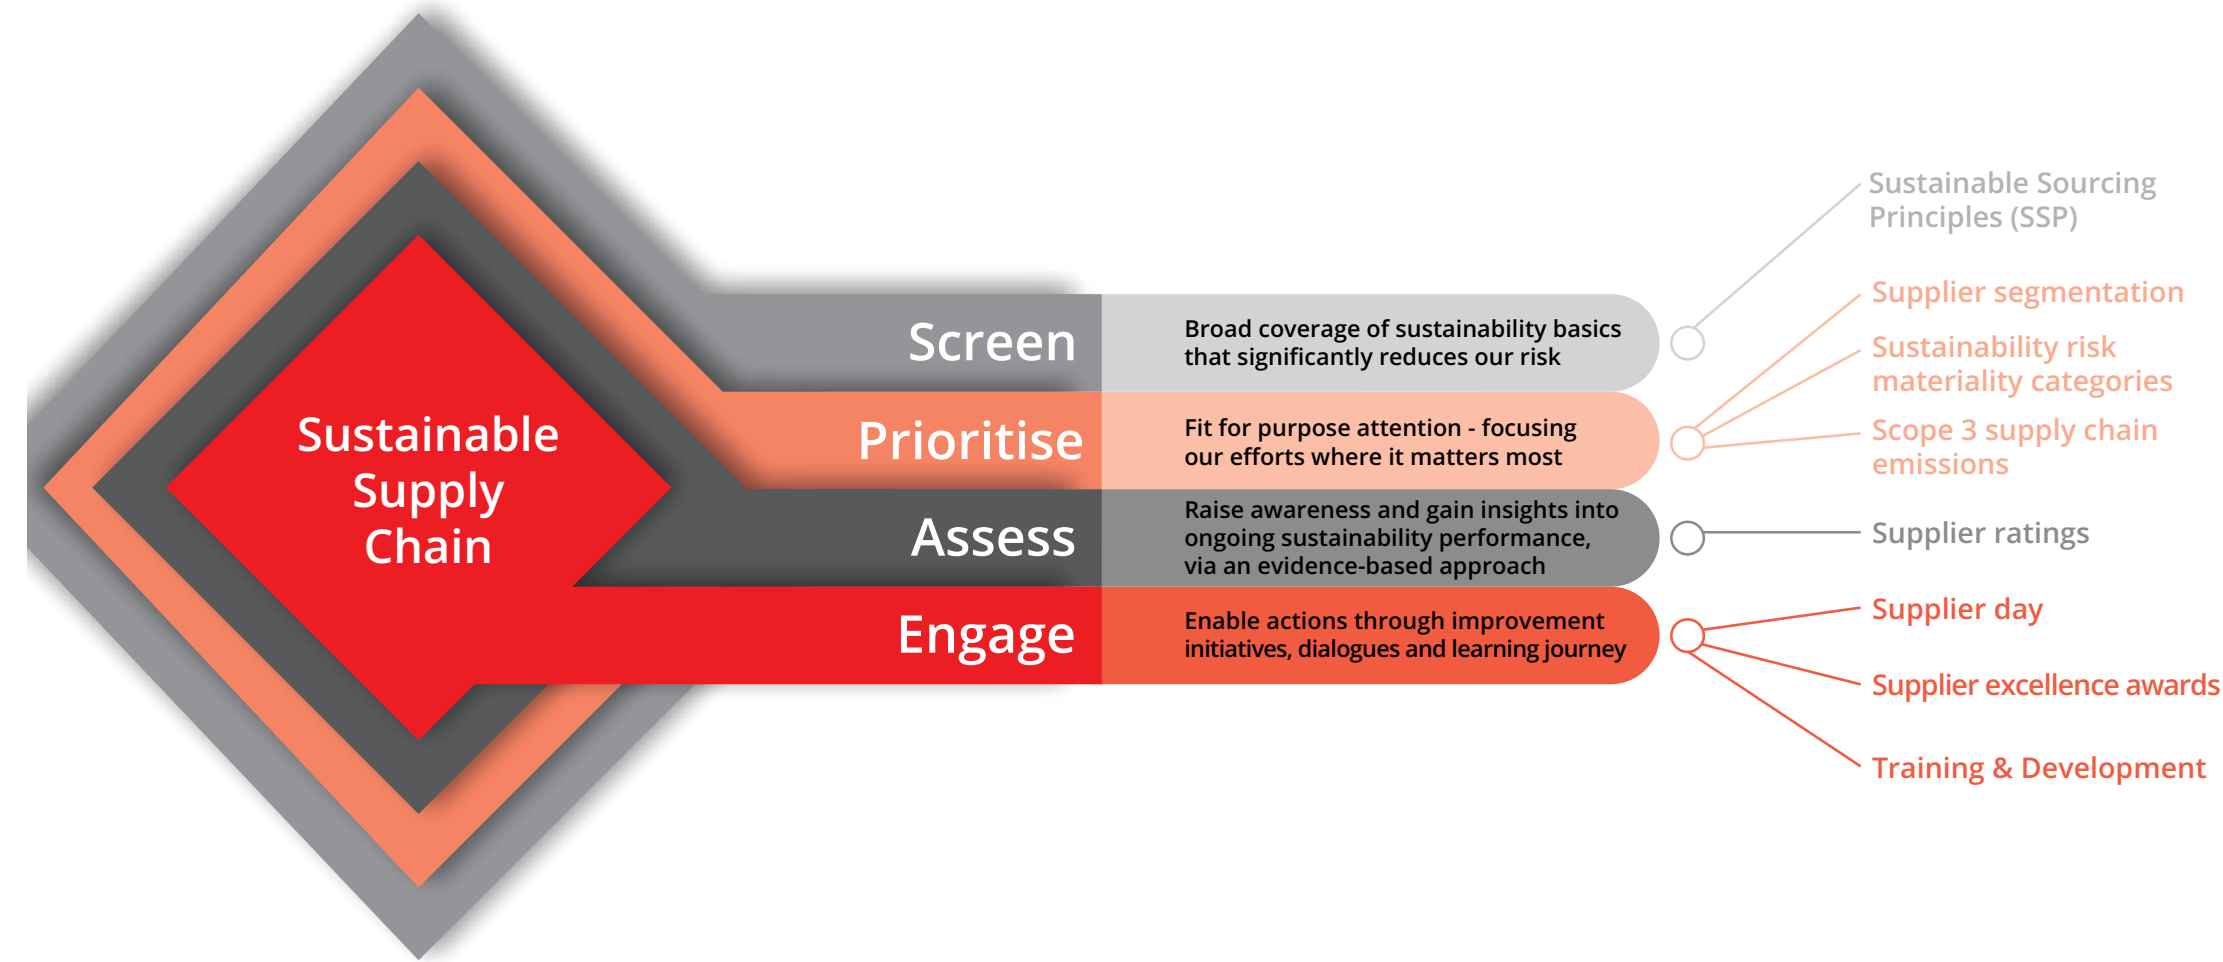 Sustainable
Supply
Chain
Screen
Broad coverage of sustainability basics
that significantly reduces our risk
Sustainable Sourcing
Principles (SSP)
Prioritise
Fit for purpose attention - focusing
our efforts where it matters most
Supplier segmentation
Sustainability risk
materiality categories
Scope 3 supply chain
emissions
Assess
Raise awareness and gain insights into
ongoing sustainability performance,
via an evidence-based approach
Supplier ratings
Engage
Enable actions through improvement
initiatives, dialogues and learning journey
Supplier day
Supplier excellence awards
Training & Development